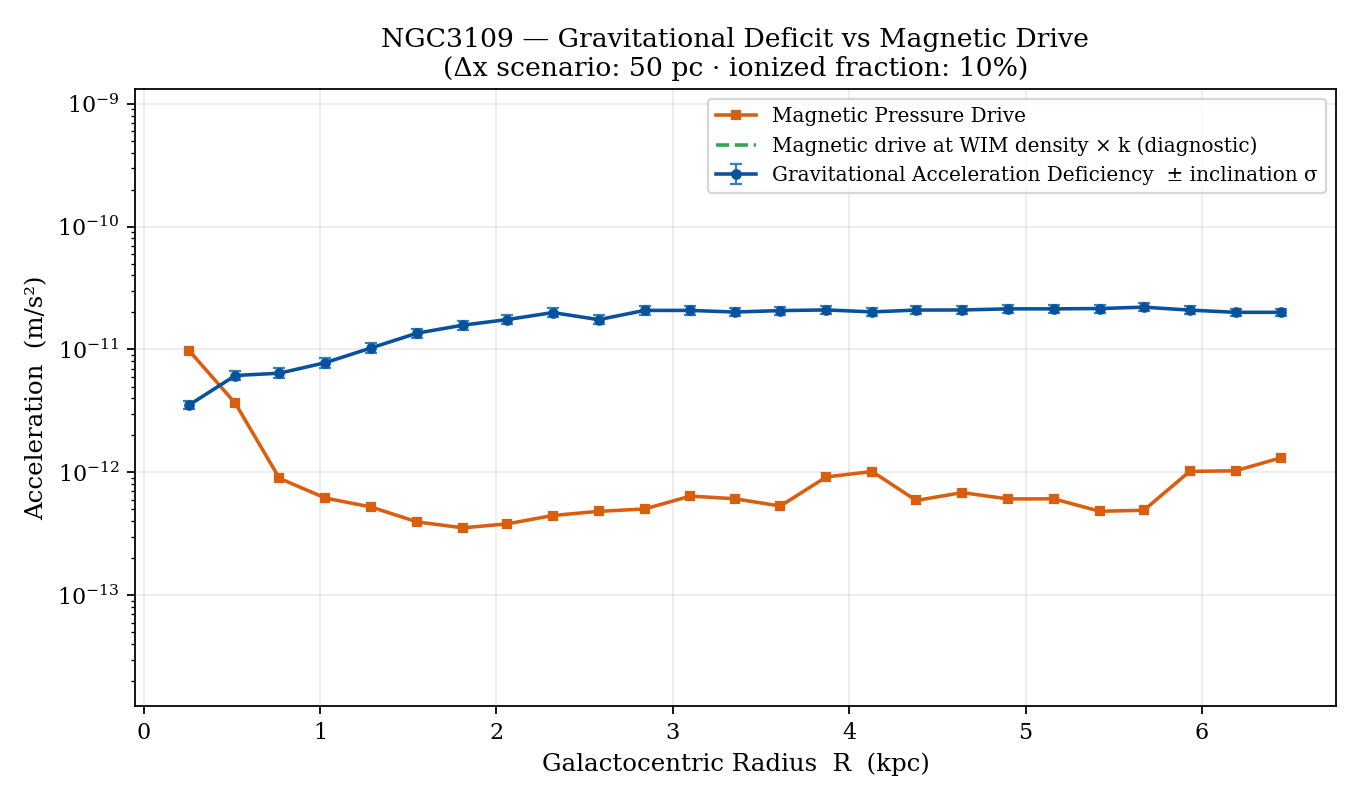 NGC3109 — Gravitational Deficit vs Magnetic Drive
(Δx scenario: 50 pc · ionized fraction: 10%)
Magnetic Pressure Drive
Magnetic drive at WIM density × k (diagnostic)
Gravitational Acceleration Deficiency ± inclination σ
Acceleration (m/s²)
10⁻⁹
10⁻¹⁰
10⁻¹¹
10⁻¹²
10⁻¹³
0 1 2 3 4 5 6
Galactocentric Radius R (kpc)